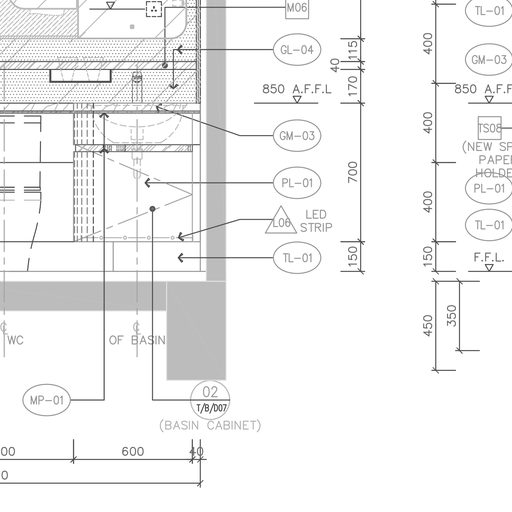 M06
TL-01
GL-04
GM-03
115
400
40
170
850 A.F.F.L
850 A.F.F
GM-03
400
TS08
(NEW SP
PAPER
HOLDE
PL-01
PL-01
700
400
L06
LED
STRIP
TL-01
TL-01
150
150
F.F.L.
450
350
℄
WC
℄
OF BASIN
MP-01
02
T/B/D07
(BASIN CABINET)
00
600
40
0